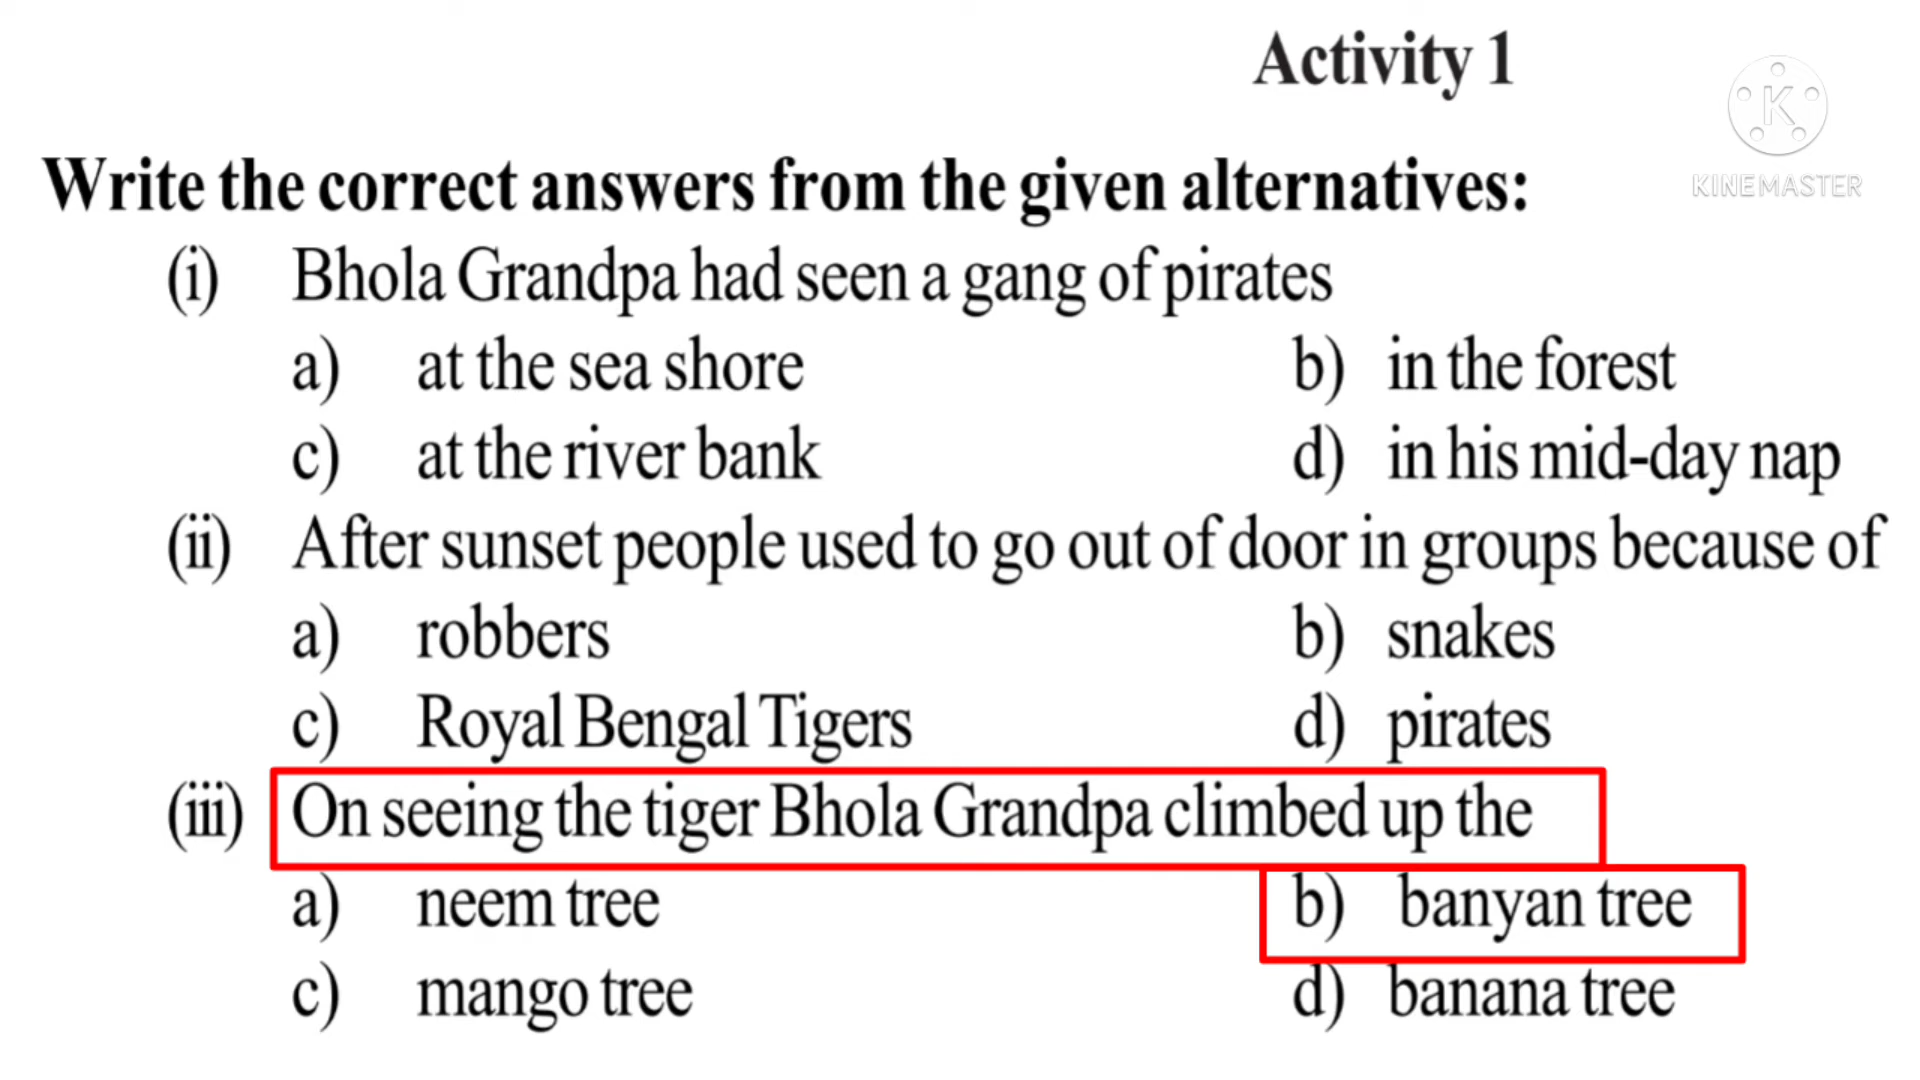 Activity 1
K
KINEMASTER
Write the correct answers from the given alternatives:
(i) Bhola Grandpa had seen a gang of pirates
a) at the sea shore b) in the forest
c) at the river bank d) in his mid-day nap
(ii) After sunset people used to go out of door in groups because of
a) robbers b) snakes
c) Royal Bengal Tigers d) pirates
(iii) On seeing the tiger Bhola Grandpa climbed up the
a) neem tree b) banyan tree
c) mango tree d) banana tree